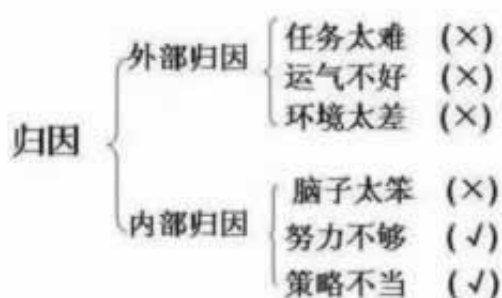 归因
外部归因
任务太难 (×)
运气不好 (×)
环境太差 (×)
内部归因
脑子太笨 (×)
努力不够 (√)
策略不当 (√)